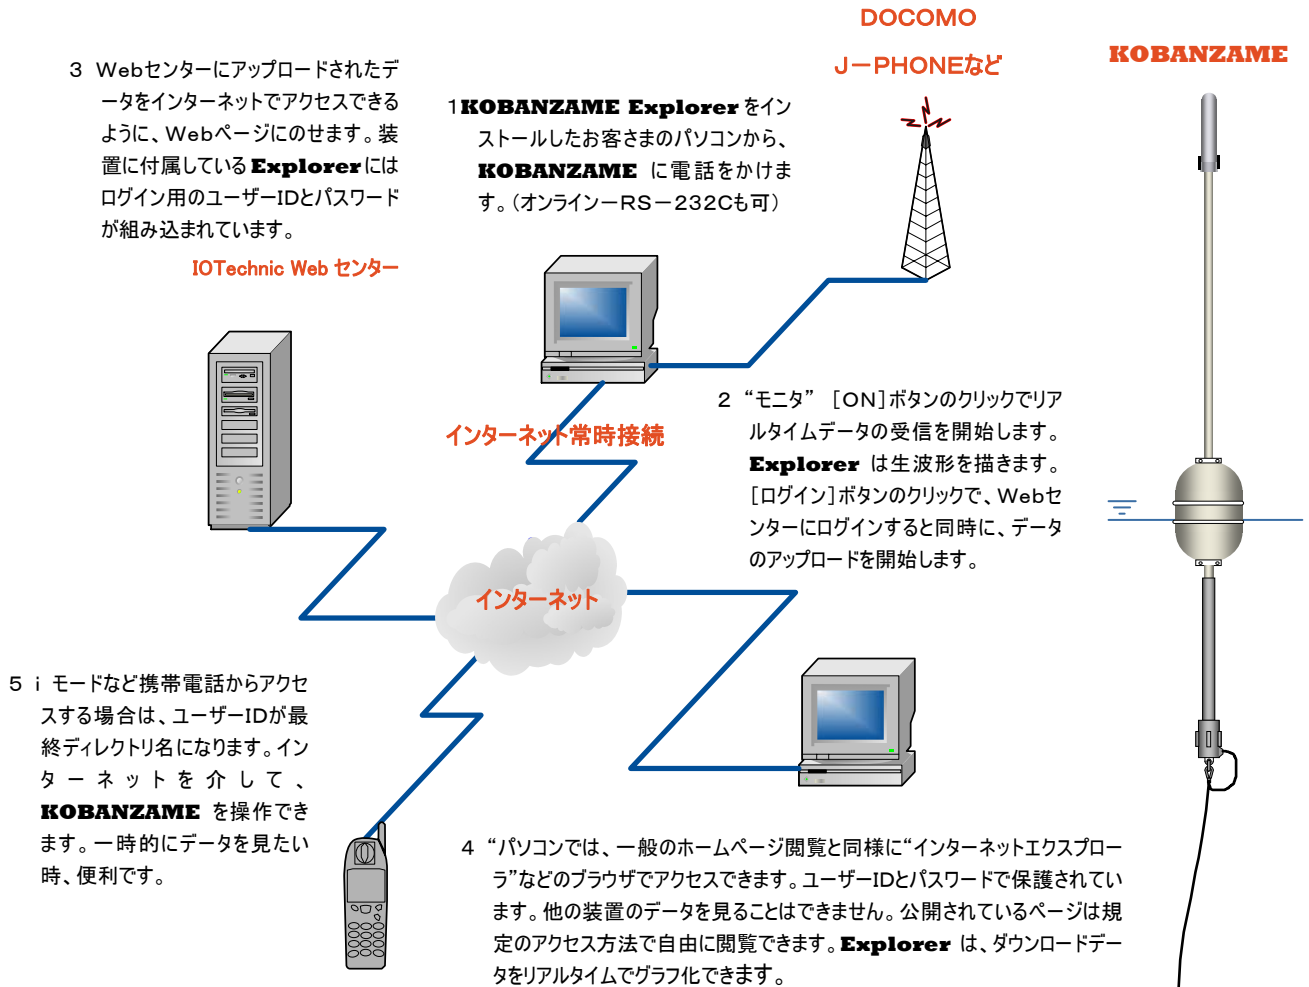 DOCOMO
J－PHONEなど
KOBANZAME
3 Webセンターにアップロードされたデ
ータをインターネットでアクセスできる
ように、Webページにのせます。装
置に付属しているExplorerには
ログイン用のユーザーIDとパスワード
が組み込まれています。
IOTechnic Web センター
1KOBANZAME Explorerをイン
ストールしたお客さまのパソコンから、
KOBANZAME に電話をかけま
す。（オンライン－RS－232Cも可）
2 “モニタ” ［ON］ボタンのクリックでリア
ルタイムデータの受信を開始します。
Explorer は生波形を描きます。
［ログイン］ボタンのクリックで、Webセ
ンターにログインすると同時に、データ
のアップロードを開始します。
インターネット常時接続
インターネット
5 i モードなど携帯電話からアクセ
スする場合は、ユーザーIDが最
終ディレクトリ名になります。イン
ターネットを介して、
KOBANZAME を操作でき
ます。一時的にデータを見たい
時、便利です。
4 “パソコンでは、一般のホームページ閲覧と同様に“インターネットエクスプロー
ラ”などのブラウザでアクセスできます。ユーザーIDとパスワードで保護されてい
ます。他の装置のデータを見ることはできません。公開されているページは規
定のアクセス方法で自由に閲覧できます。Explorer は、ダウンロードデー
タをリアルタイムでグラフ化できます。